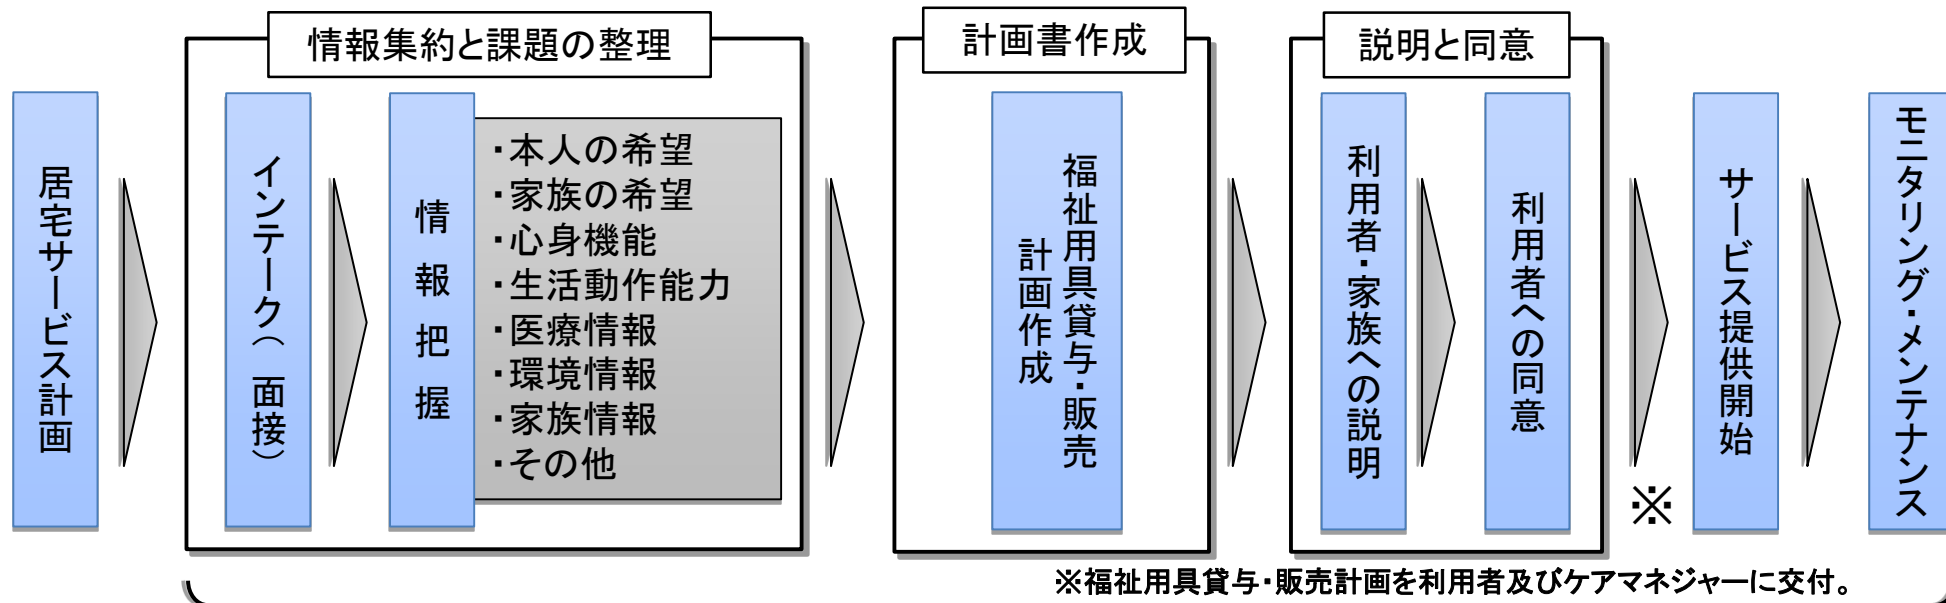 情報集約と課題の整理
計画書作成
説明と同意
居宅サービス計画
インテーク(面接)
情報把握
・本人の希望
・家族の希望
・心身機能
・生活動作能力
・医療情報
・環境情報
・家族情報
・その他
福祉用具貸与・販売
計画作成
利用者・家族への説明
利用者への同意
※
サービス提供開始
モニタリング・メンテナンス
※福祉用具貸与・販売計画を利用者及びケアマネジャーに交付。